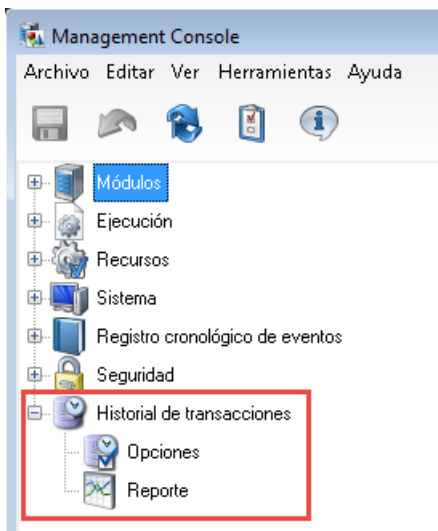 Management Console
Archivo Editar Ver Herramientas Ayuda
Módulos
Ejecución
Recursos
Sistema
Registro cronológico de eventos
Seguridad
Historial de transacciones
Opciones
Reporte